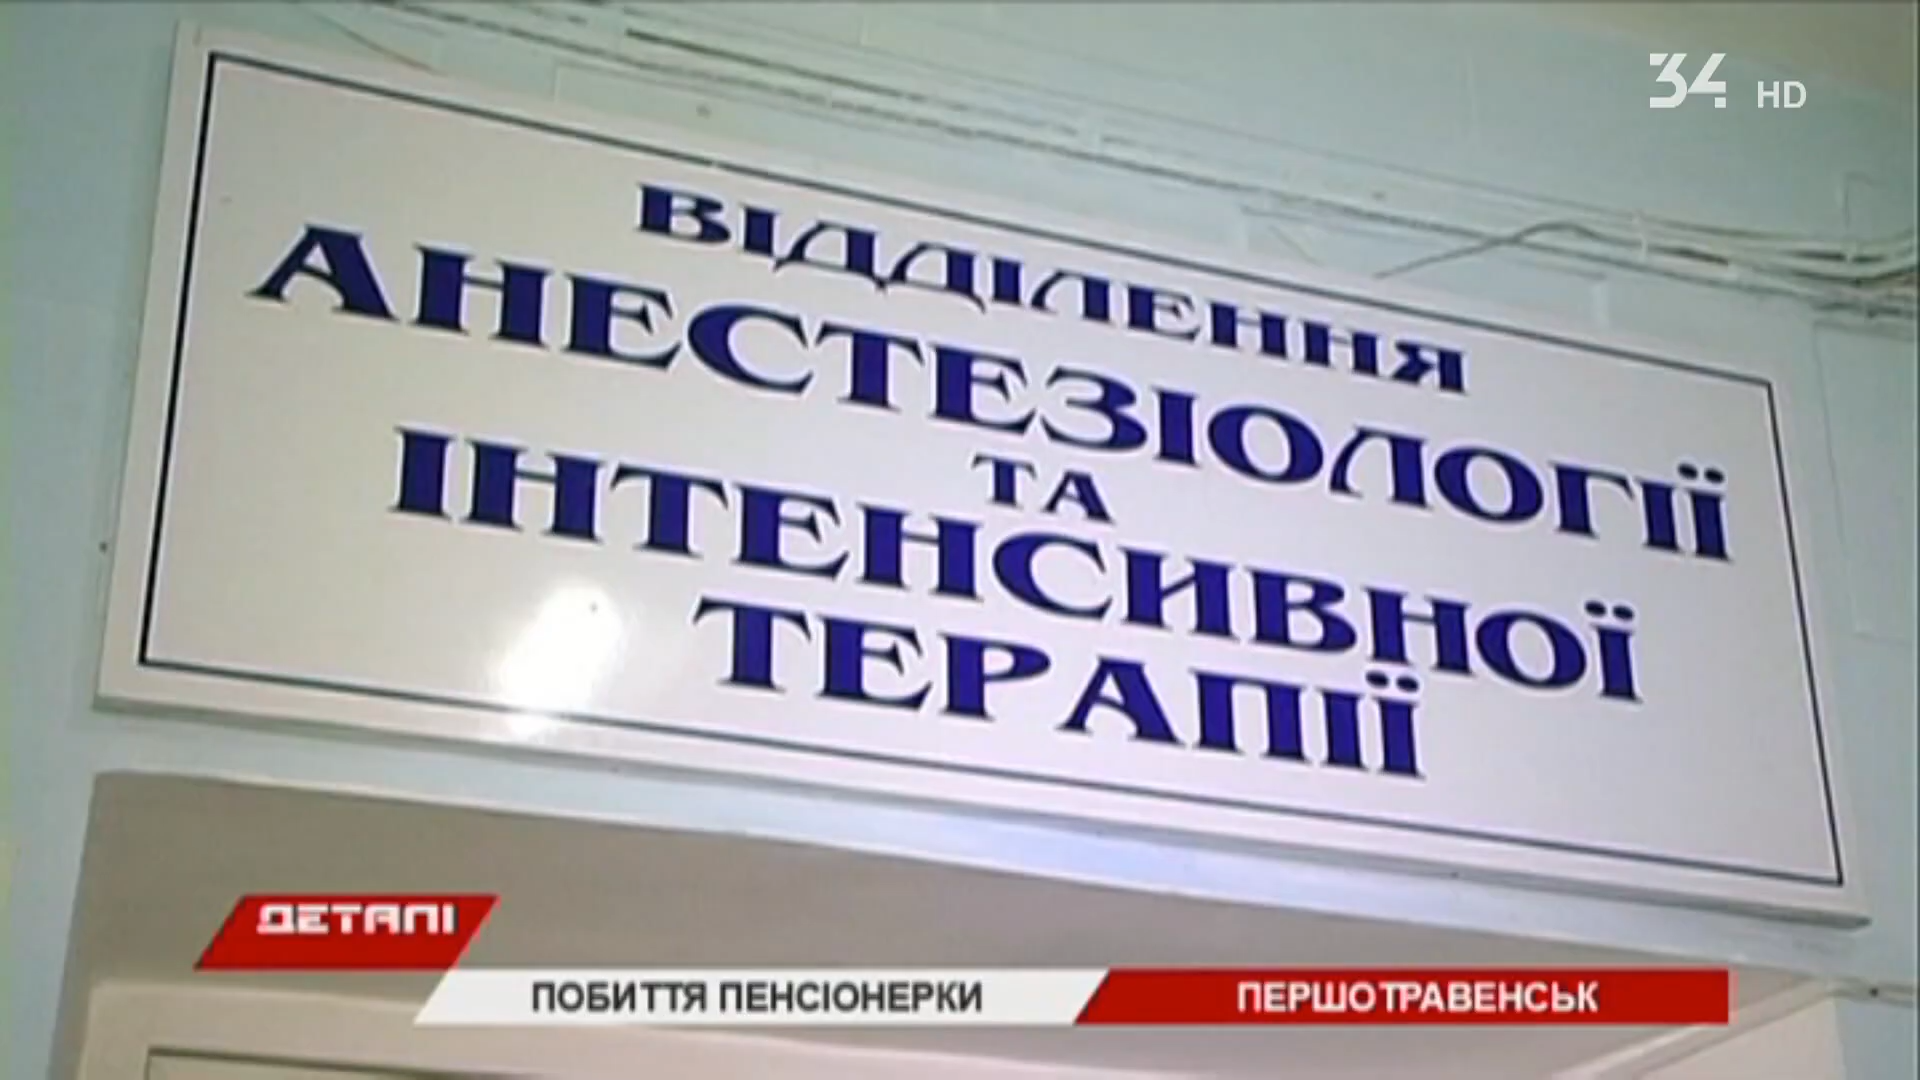 34 HD
ВІДДІЛЕННЯ
АНЕСТЕЗІОЛОГІЇ
ТА
ІНТЕНСИВНОЇ
ТЕРАПІЇ
ДЕТАЛІ
ПОБИТТЯ ПЕНСІОНЕРКИ
ПЕРШОТРАВЕНСЬК